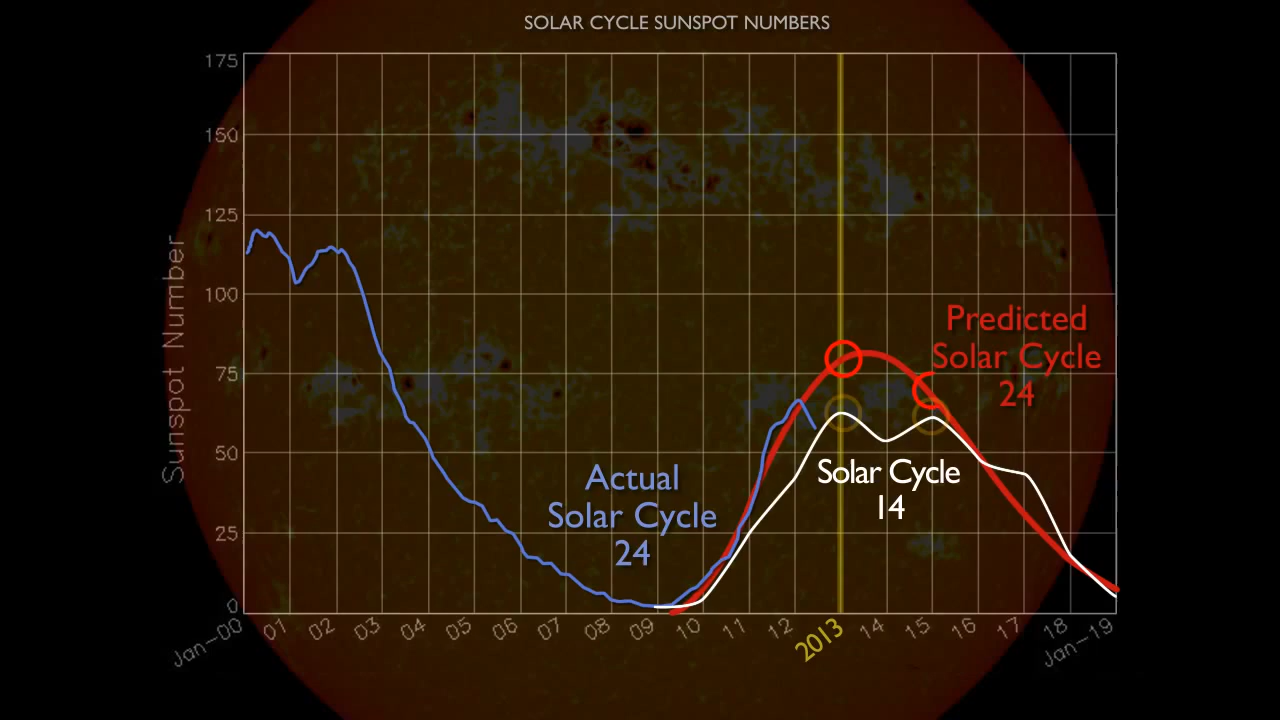 SOLAR CYCLE SUNSPOT NUMBERS
175
150
125
100
75
50
25
0
Sunspot Number
Predicted
Solar Cycle
24
Actual
Solar Cycle
24
Solar Cycle
14
Jan-00 01 02 03 04 05 06 07 08 09 10 11 12 2013 14 15 16 17 18 Jan-19